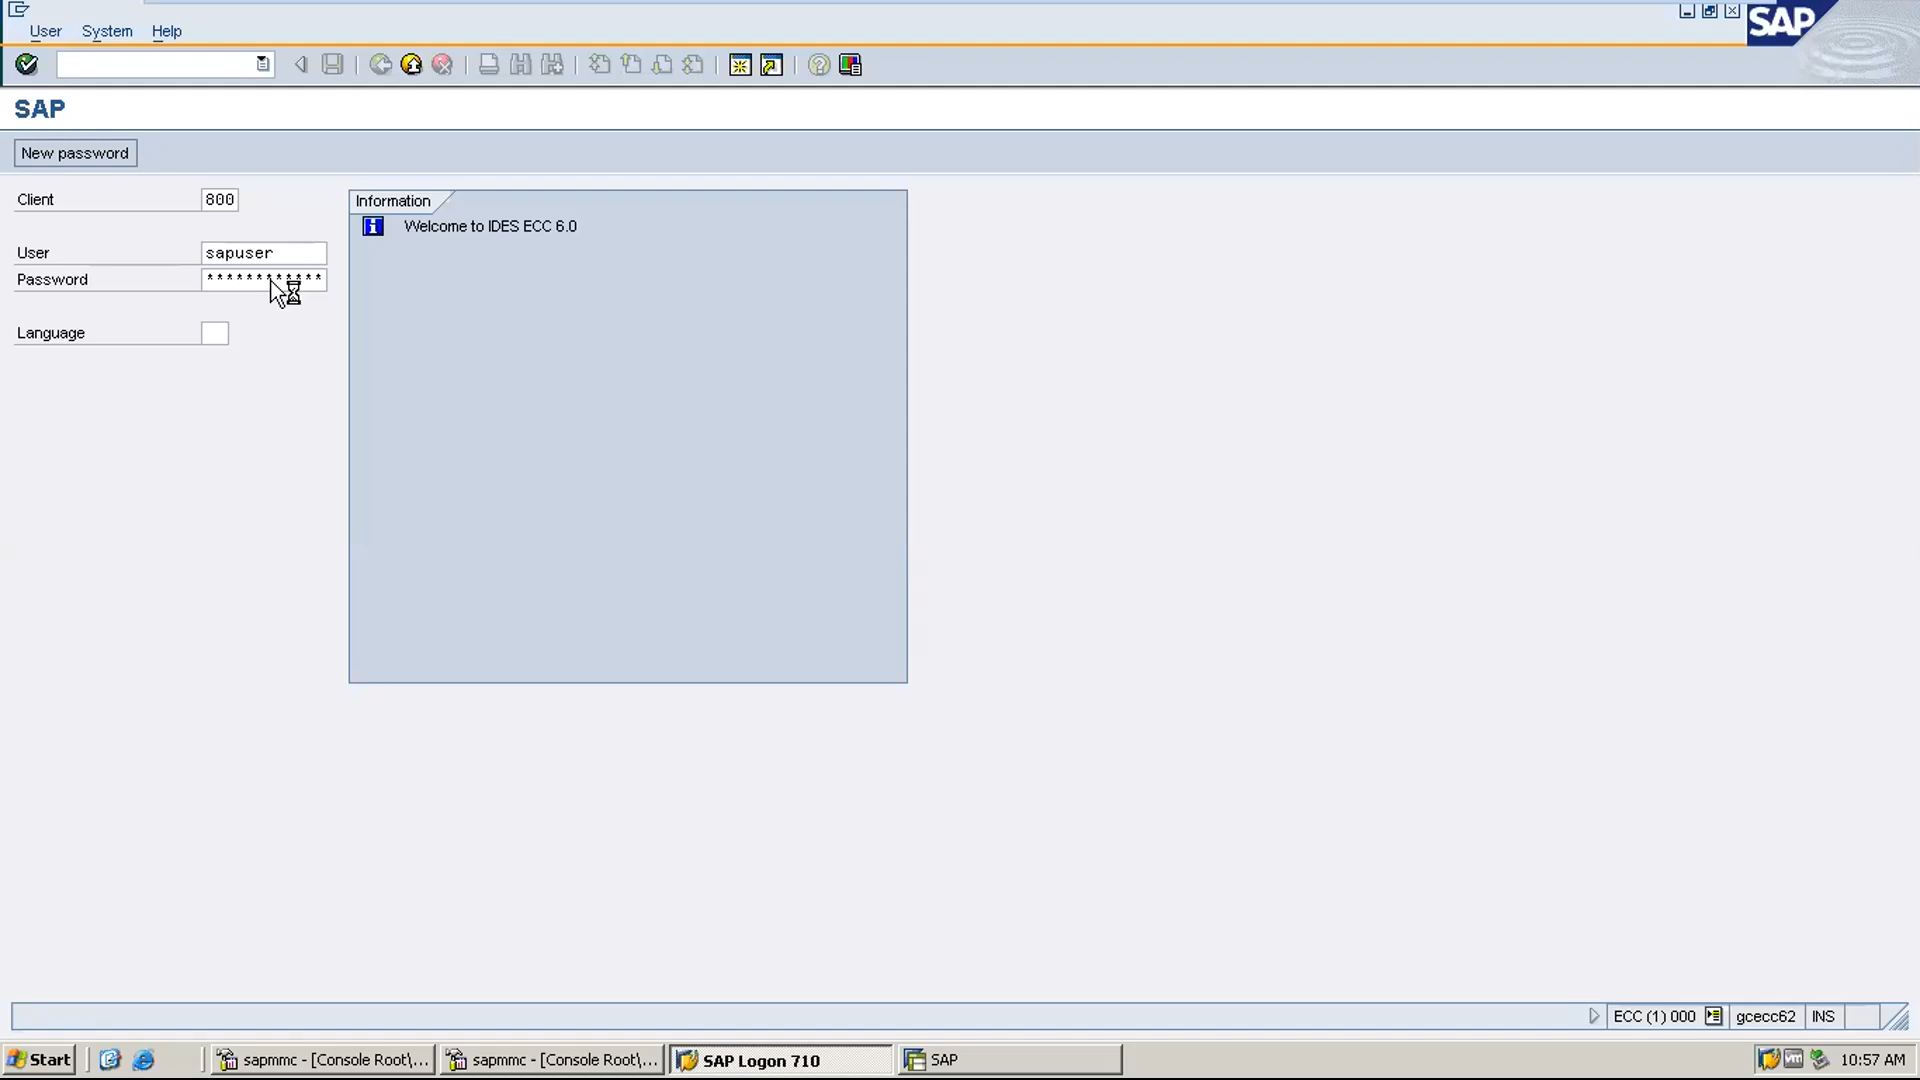 User System Help
SAP
SAP
New password
Client 800
Information
Welcome to IDES ECC 6.0
User sapuser
Password ************
Language
ECC (1) 000 gcecc62 INS
Start sapmmc - [Console Root\... sapmmc - [Console Root\... SAP Logon 710 SAP 10:57 AM